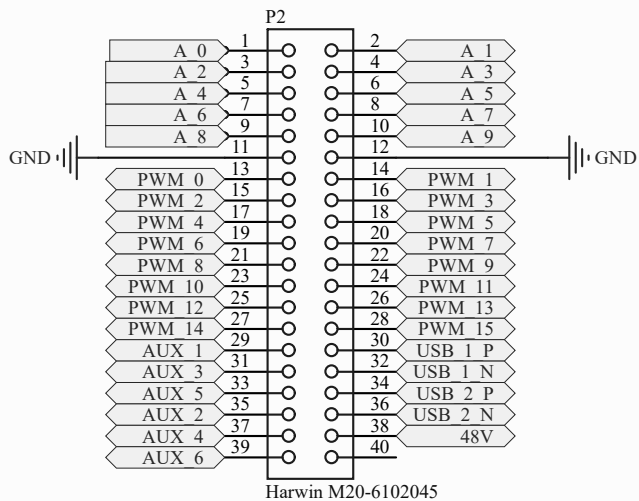 P2
A_0 1 2 A_1
A_2 3 4 A_3
A_4 5 6 A_5
A_6 7 8 A_7
A_8 9 10 A_9
GND 11 12 GND
PWM_0 13 14 PWM_1
PWM_2 15 16 PWM_3
PWM_4 17 18 PWM_5
PWM_6 19 20 PWM_7
PWM_8 21 22 PWM_9
PWM_10 23 24 PWM_11
PWM_12 25 26 PWM_13
PWM_14 27 28 PWM_15
AUX_1 29 30 USB_1_P
AUX_3 31 32 USB_1_N
AUX_5 33 34 USB_2_P
AUX_2 35 36 USB_2_N
AUX_4 37 38 48V
AUX_6 39 40
Harwin M20-6102045